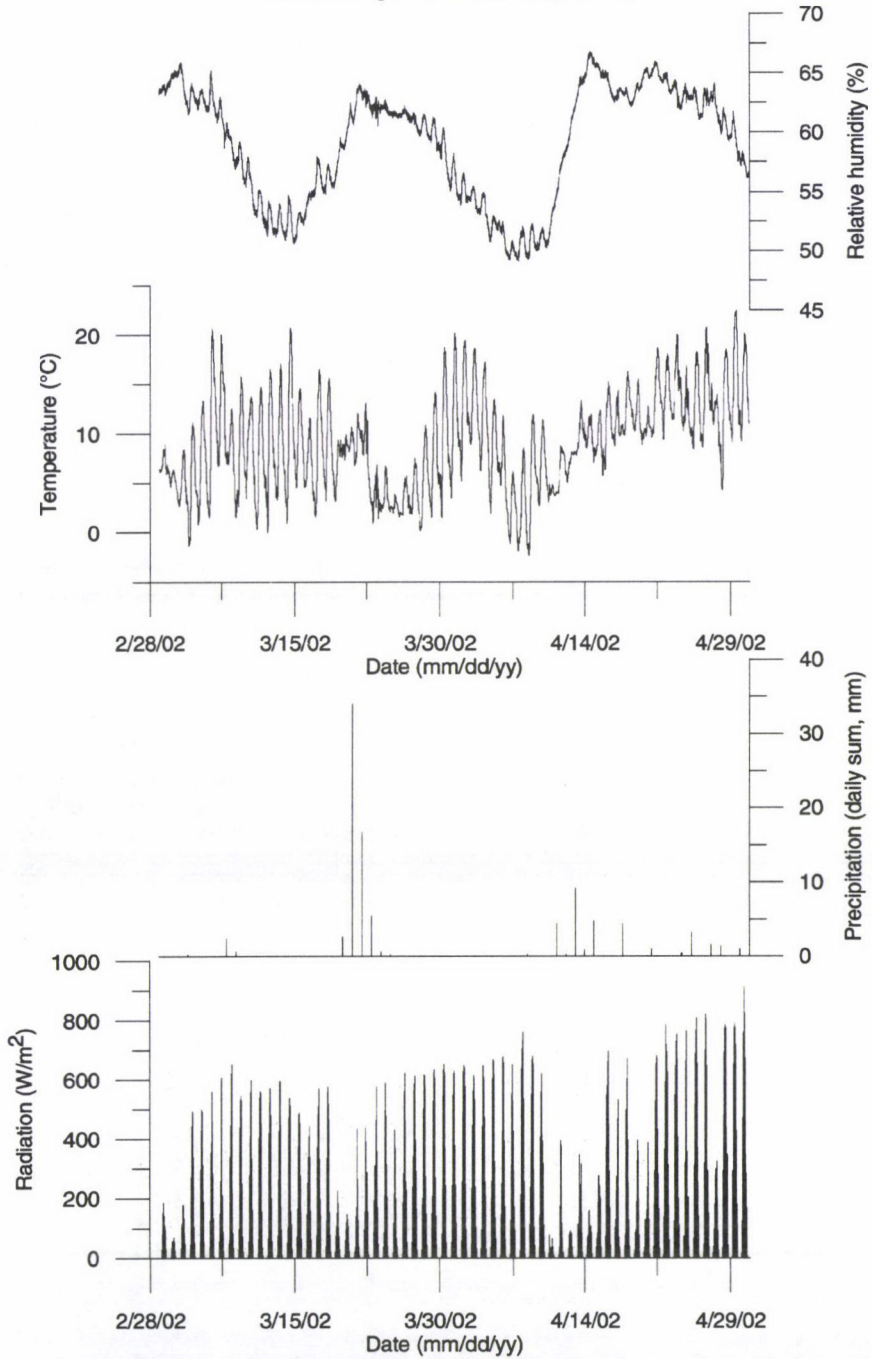 70
65
60
55
50
45
Relative humidity (%)
20
10
0
Temperature (°C)
2/28/02 3/15/02 3/30/02 4/14/02 4/29/02
Date (mm/dd/yy)
40
30
20
10
0
Precipitation (daily sum, mm)
1000
800
600
400
200
0
Radiation (W/m²)
2/28/02 3/15/02 3/30/02 4/14/02 4/29/02
Date (mm/dd/yy)